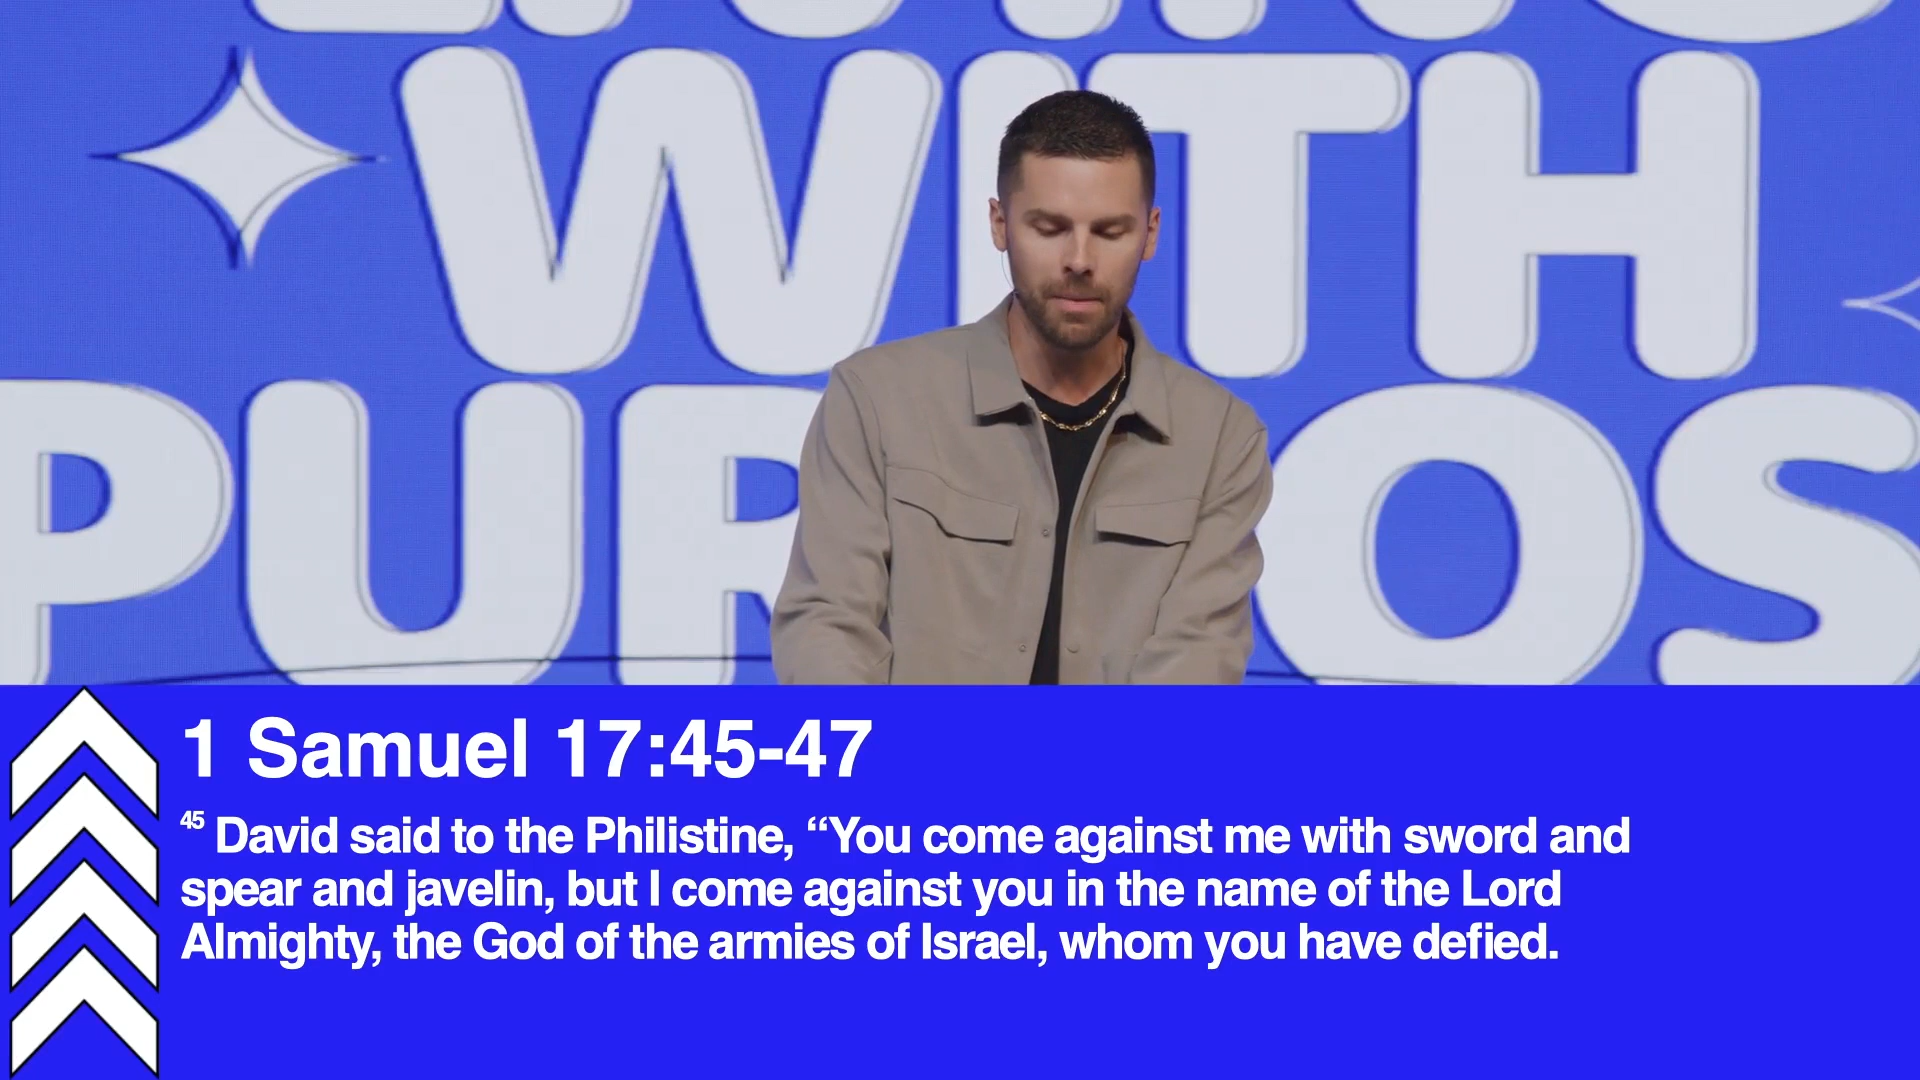 WITH
PURPOS
1 Samuel 17:45-47
45 David said to the Philistine, “You come against me with sword and
spear and javelin, but I come against you in the name of the Lord
Almighty, the God of the armies of Israel, whom you have defied.